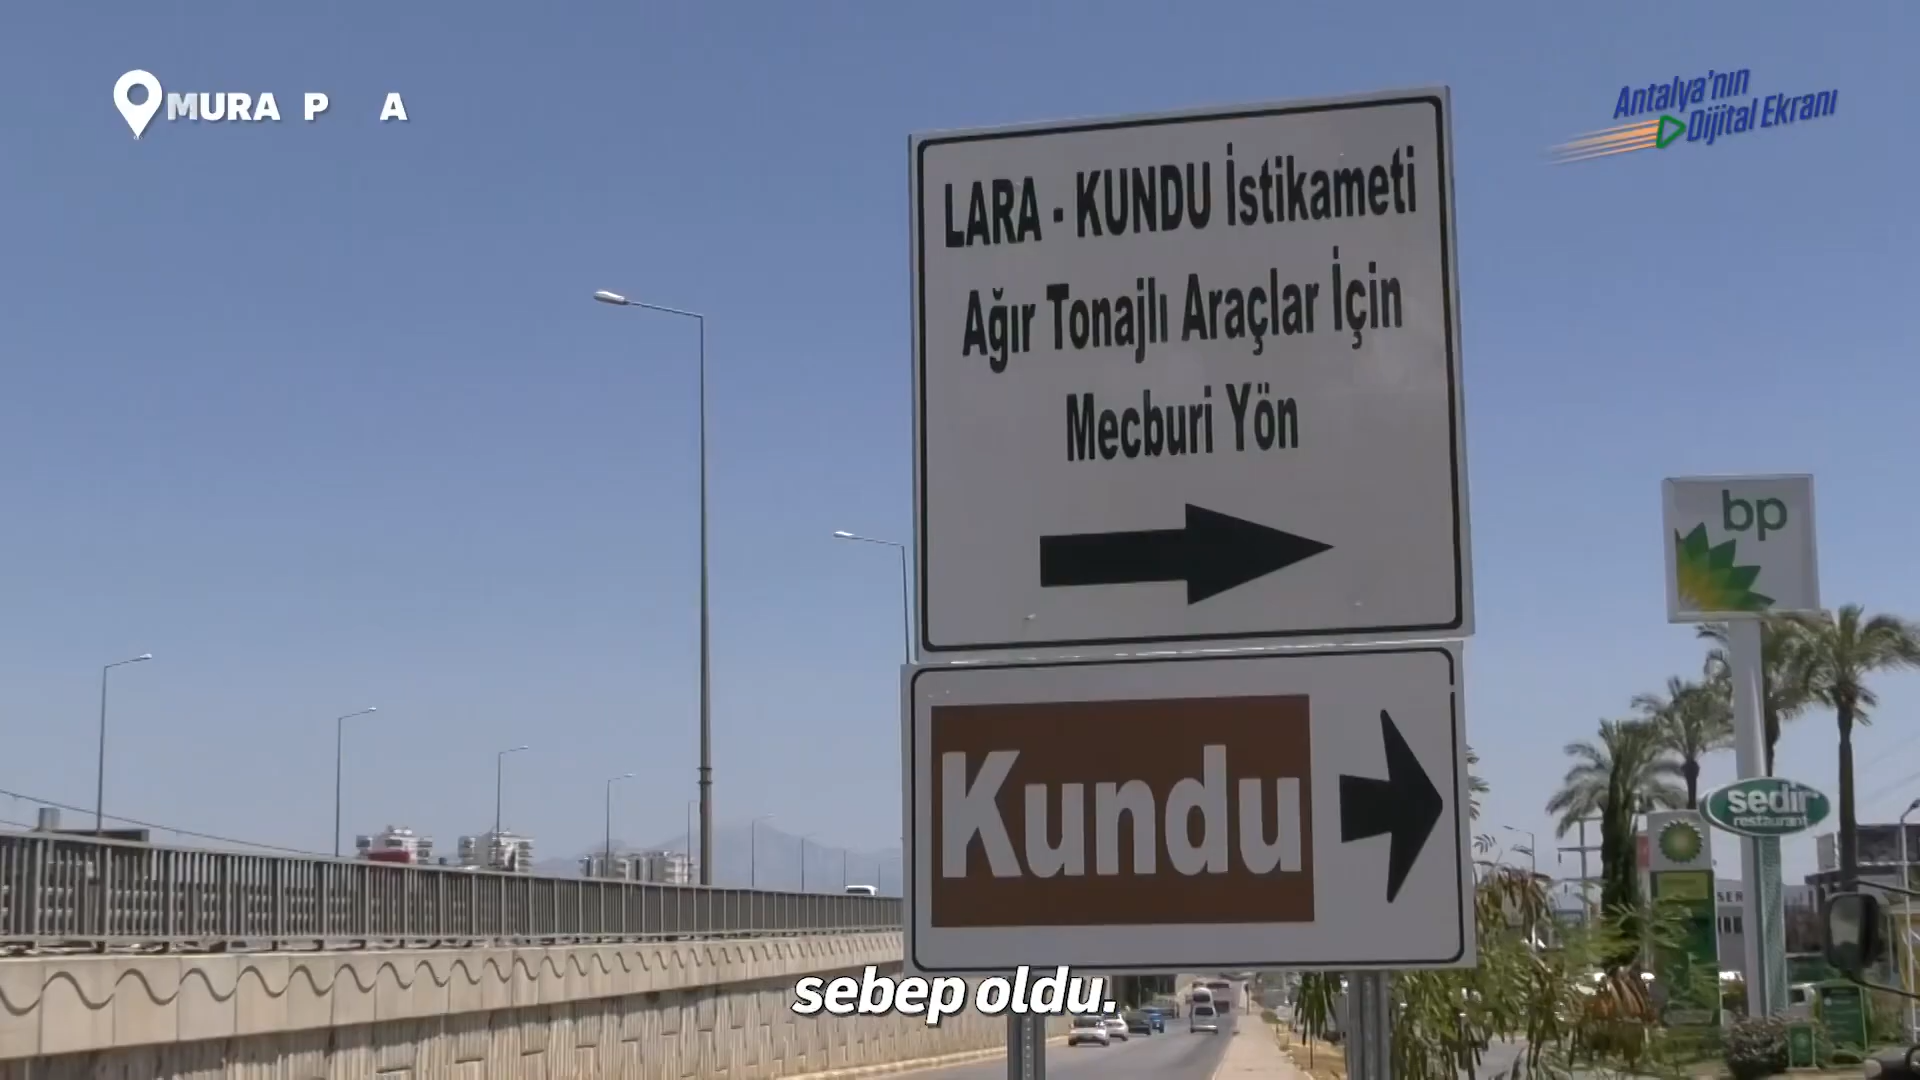 MURA P A
Antalya'nın
Dijital Ekranı
LARA - KUNDU İstikameti
Ağır Tonajlı Araçlar İçin
Mecburi Yön
bp
Kundu
sedir
restaurant
sebep oldu.